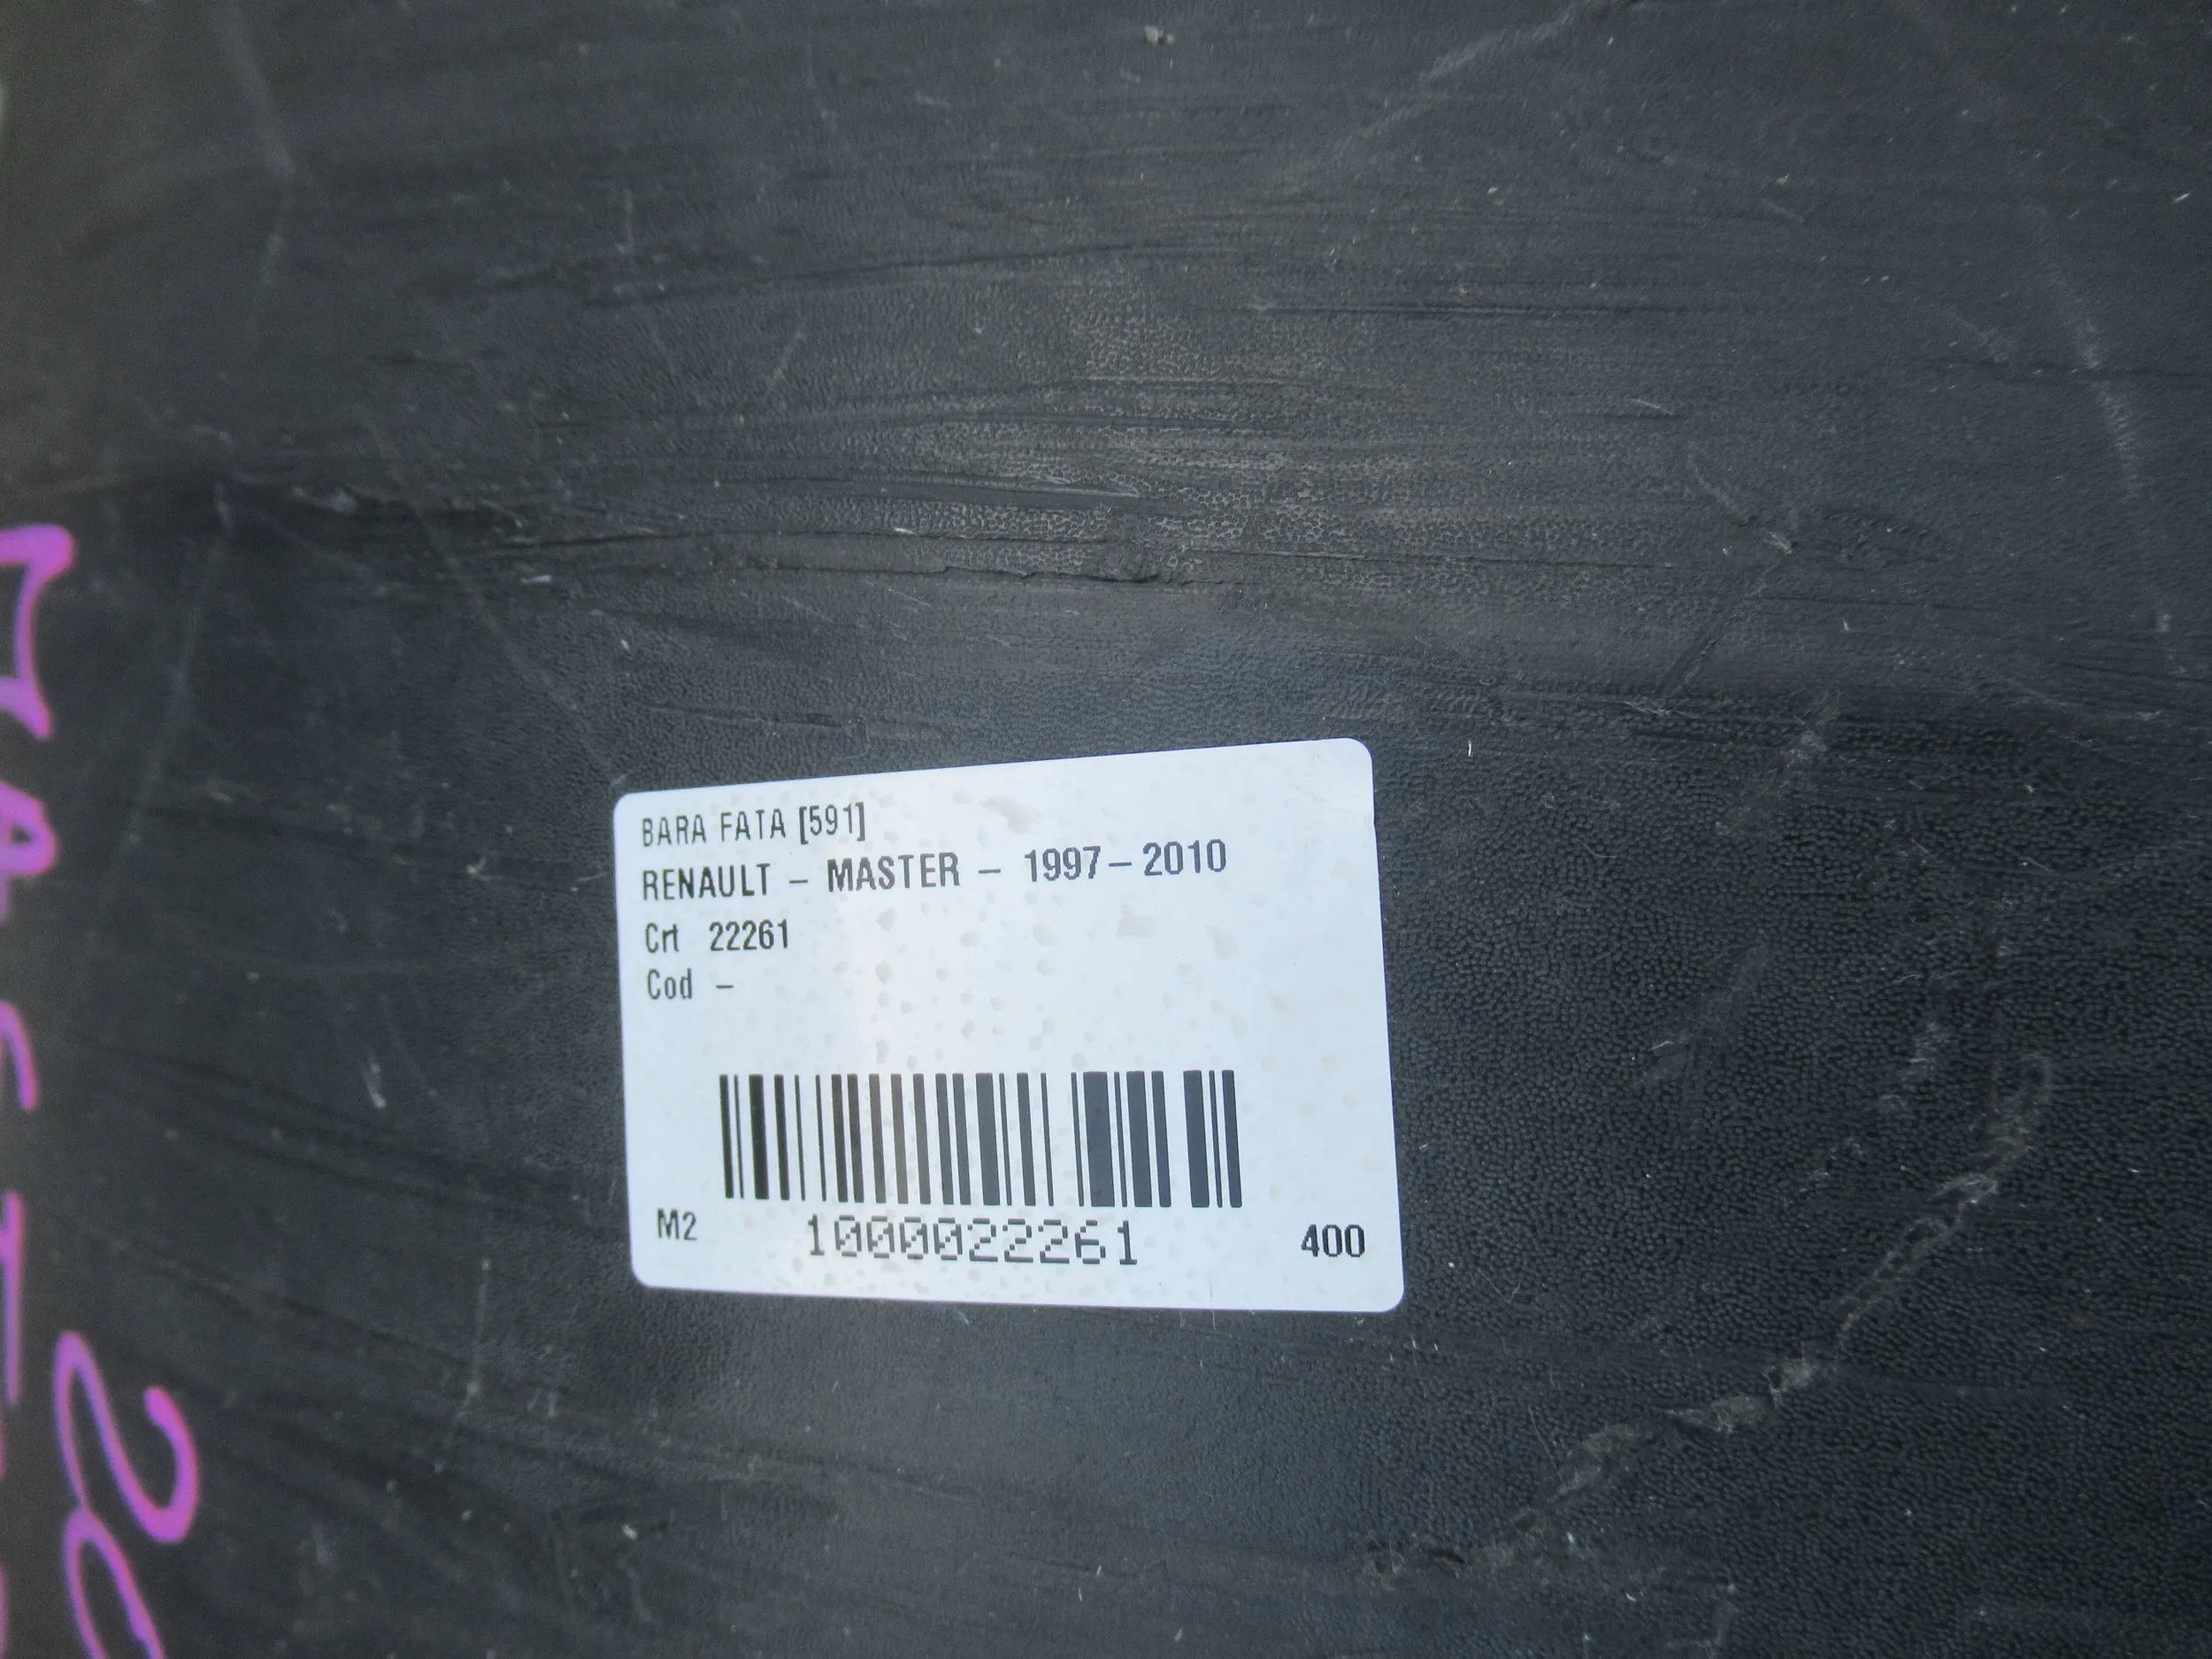 BARA FATA [591]
RENAULT - MASTER - 1997-2010
Crt 22261
Cod -
M2 1000022261 400